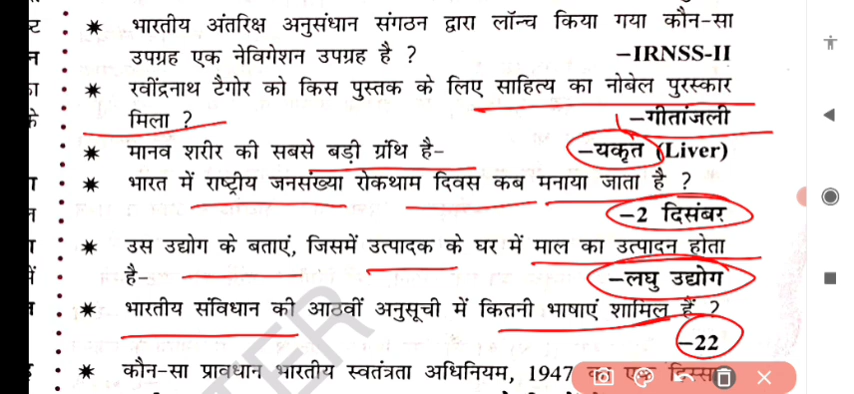 ष्ट
* भारतीय अंतरिक्ष अनुसंधान संगठन द्वारा लॉन्च किया गया कौन-सा
न
उपग्रह एक नेविगेशन उपग्रह है ? –IRNSS-II
* रवींद्रनाथ टैगोर को किस पुस्तक के लिए साहित्य का नोबेल पुरस्कार
के
मिला ? –गीतांजली
* मानव शरीर की सबसे बड़ी ग्रंथि है- –यकृत (Liver)
* भारत में राष्ट्रीय जनसंख्या रोकथाम दिवस कब मनाया जाता है ?
–2 दिसंबर
* उस उद्योग के बताएं, जिसमें उत्पादक के घर में माल का उत्पादन होता
में
है- –लघु उद्योग
* भारतीय संविधान की आठवीं अनुसूची में कितनी भाषाएं शामिल हैं ?
–22
* कौन-सा प्रावधान भारतीय स्वतंत्रता अधिनियम, 1947 का एक हिस्सा